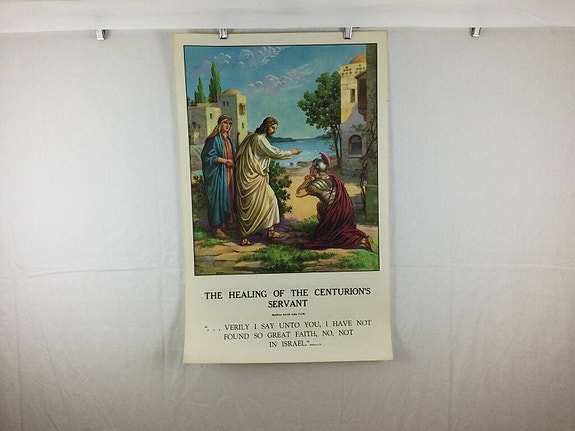 THE HEALING OF THE CENTURION'S
SERVANT
". . . VERILY I SAY UNTO YOU, I HAVE NOT
FOUND SO GREAT FAITH, NO, NOT
IN ISRAEL."